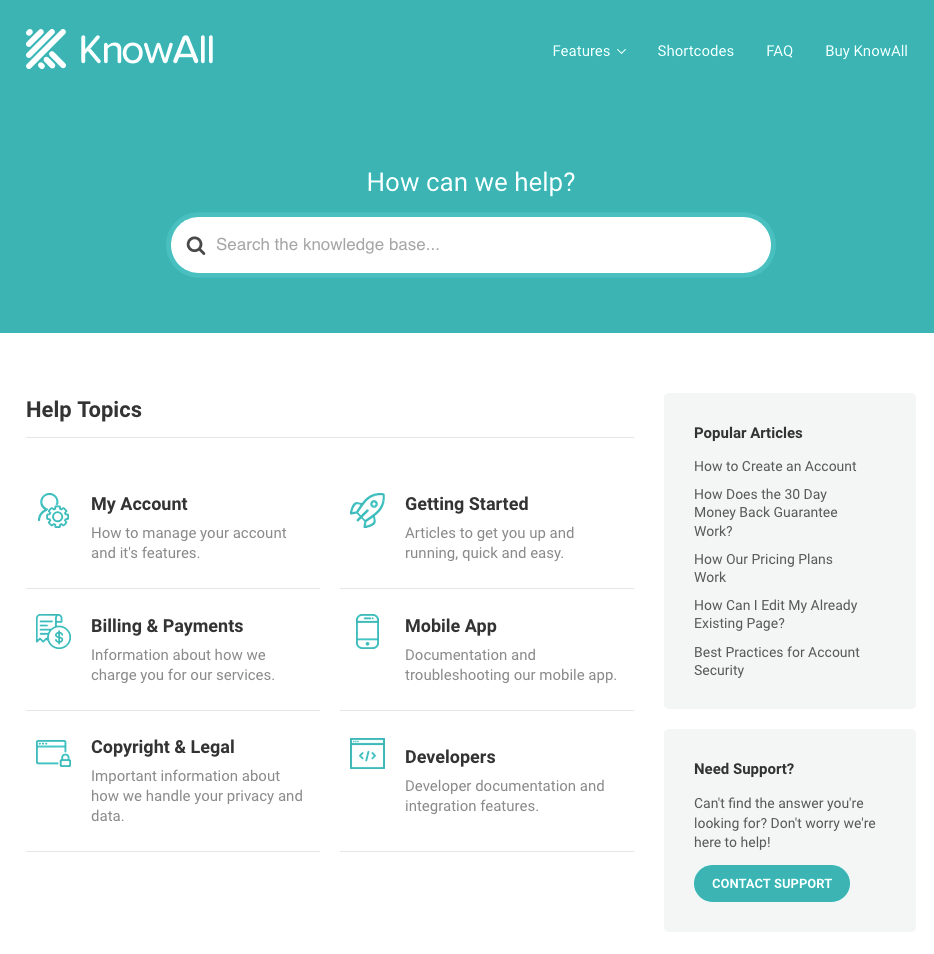 KnowAll
Features
Shortcodes
FAQ
Buy KnowAll
How can we help?
Search the knowledge base...
Help Topics
My Account
How to manage your account
and it's features.
Getting Started
Articles to get you up and
running, quick and easy.
Billing & Payments
Information about how we
charge you for our services.
Mobile App
Documentation and
troubleshooting our mobile app.
Copyright & Legal
Important information about
how we handle your privacy and
data.
Developers
Developer documentation and
integration features.
Popular Articles
How to Create an Account
How Does the 30 Day
Money Back Guarantee
Work?
How Our Pricing Plans
Work
How Can I Edit My Already
Existing Page?
Best Practices for Account
Security
Need Support?
Can't find the answer you're
looking for? Don't worry we're
here to help!
CONTACT SUPPORT